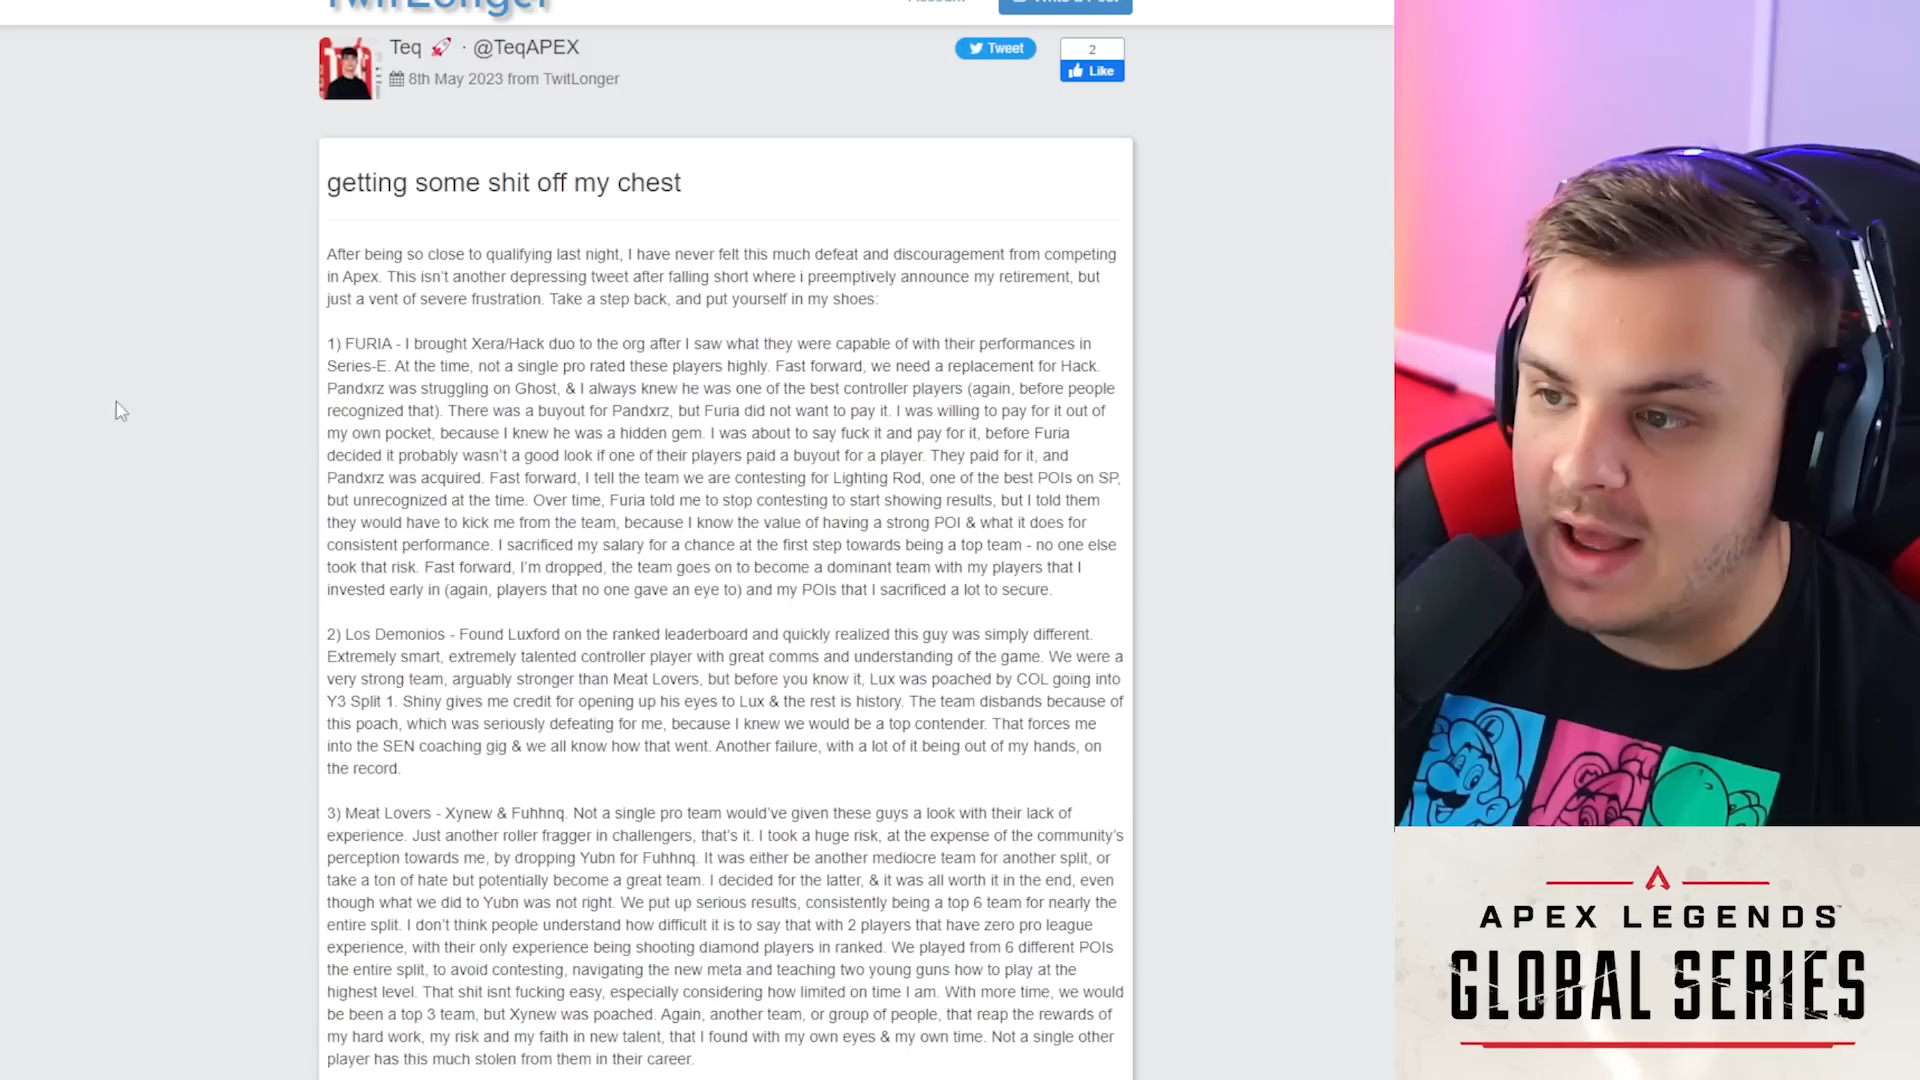 TwitLonger
Account
Write a Post
Teq 🚀 · @TeqAPEX
8th May 2023 from TwitLonger
Tweet
2
Like
getting some shit off my chest
After being so close to qualifying last night, I have never felt this much defeat and discouragement from competing
in Apex. This isn't another depressing tweet after falling short where i preemptively announce my retirement, but
just a vent of severe frustration. Take a step back, and put yourself in my shoes:
1) FURIA - I brought Xera/Hack duo to the org after I saw what they were capable of with their performances in
Series-E. At the time, not a single pro rated these players highly. Fast forward, we need a replacement for Hack.
Pandxrz was struggling on Ghost, & I always knew he was one of the best controller players (again, before people
recognized that). There was a buyout for Pandxrz, but Furia did not want to pay it. I was willing to pay for it out of
my own pocket, because I knew he was a hidden gem. I was about to say fuck it and pay for it, before Furia
decided it probably wasn't a good look if one of their players paid a buyout for a player. They paid for it, and
Pandxrz was acquired. Fast forward, I tell the team we are contesting for Lighting Rod, one of the best POIs on SP,
but unrecognized at the time. Over time, Furia told me to stop contesting to start showing results, but I told them
they would have to kick me from the team, because I know the value of having a strong POI & what it does for
consistent performance. I sacrificed my salary for a chance at the first step towards being a top team - no one else
took that risk. Fast forward, I'm dropped, the team goes on to become a dominant team with my players that I
invested early in (again, players that no one gave an eye to) and my POIs that I sacrificed a lot to secure.
2) Los Demonios - Found Luxford on the ranked leaderboard and quickly realized this guy was simply different.
Extremely smart, extremely talented controller player with great comms and understanding of the game. We were a
very strong team, arguably stronger than Meat Lovers, but before you know it, Lux was poached by COL going into
Y3 Split 1. Shiny gives me credit for opening up his eyes to Lux & the rest is history. The team disbands because of
this poach, which was seriously defeating for me, because I knew we would be a top contender. That forces me
into the SEN coaching gig & we all know how that went. Another failure, with a lot of it being out of my hands, on
the record.
3) Meat Lovers - Xynew & Fuhhnq. Not a single pro team would've given these guys a look with their lack of
experience. Just another roller fragger in challengers, that's it. I took a huge risk, at the expense of the community's
perception towards me, by dropping Yubn for Fuhhnq. It was either be another mediocre team for another split, or
take a ton of hate but potentially become a great team. I decided for the latter, & it was all worth it in the end, even
though what we did to Yubn was not right. We put up serious results, consistently being a top 6 team for nearly the
entire split. I don't think people understand how difficult it is to say that with 2 players that have zero pro league
experience, with their only experience being shooting diamond players in ranked. We played from 6 different POIs
the entire split, to avoid contesting, navigating the new meta and teaching two young guns how to play at the
highest level. That shit isnt fucking easy, especially considering how limited on time I am. With more time, we would
be been a top 3 team, but Xynew was poached. Again, another team, or group of people, that reap the rewards of
my hard work, my risk and my faith in new talent, that I found with my own eyes & my own time. Not a single other
player has this much stolen from them in their career.
APEX LEGENDS™
GLOBAL SERIES